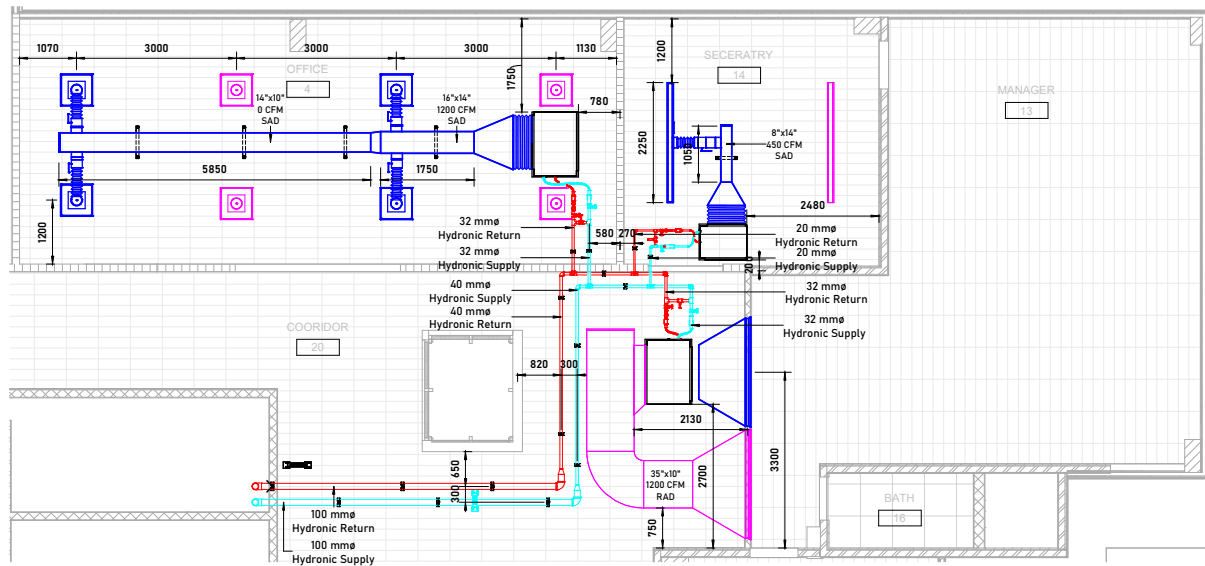 1070
3000
3000
3000
1130
OFFICE
4
14"x10"
0 CFM
SAD
16"x14"
1200 CFM
SAD
1750
780
5850
1750
1200
SECERATRY
14
1200
2250
1050
8"x14"
450 CFM
SAD
2480
MANAGER
13
32 mmø
Hydronic Return
32 mmø
Hydronic Supply
580
270
20 mmø
Hydronic Return
20 mmø
Hydronic Supply
40 mmø
Hydronic Supply
40 mmø
Hydronic Return
32 mmø
Hydronic Return
32 mmø
Hydronic Supply
COORIDOR
20
820
300
2130
650
300
35"x10"
1200 CFM
RAD
2700
3300
750
100 mmø
Hydronic Return
100 mmø
Hydronic Supply
BATH
16